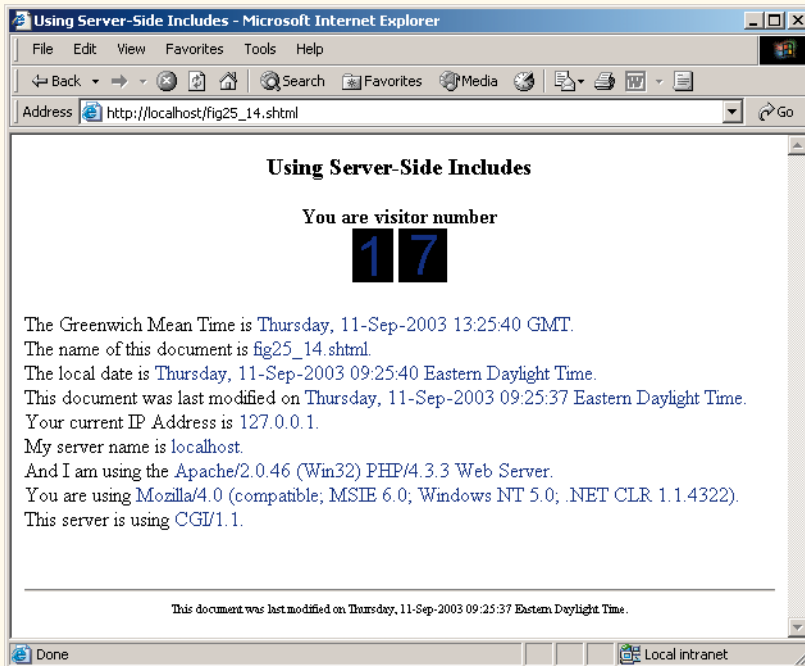 Using Server-Side Includes - Microsoft Internet Explorer
File Edit View Favorites Tools Help
Back Search Favorites Media
Address http://localhost/fig25_14.shtml Go
Using Server-Side Includes
You are visitor number
17
The Greenwich Mean Time is Thursday, 11-Sep-2003 13:25:40 GMT.
The name of this document is fig25_14.shtml.
The local date is Thursday, 11-Sep-2003 09:25:40 Eastern Daylight Time.
This document was last modified on Thursday, 11-Sep-2003 09:25:37 Eastern Daylight Time.
Your current IP Address is 127.0.0.1.
My server name is localhost.
And I am using the Apache/2.0.46 (Win32) PHP/4.3.3 Web Server.
You are using Mozilla/4.0 (compatible; MSIE 6.0; Windows NT 5.0; .NET CLR 1.1.4322).
This server is using CGI/1.1.
This document was last modified on Thursday, 11-Sep-2003 09:25:37 Eastern Daylight Time.
Done Local intranet